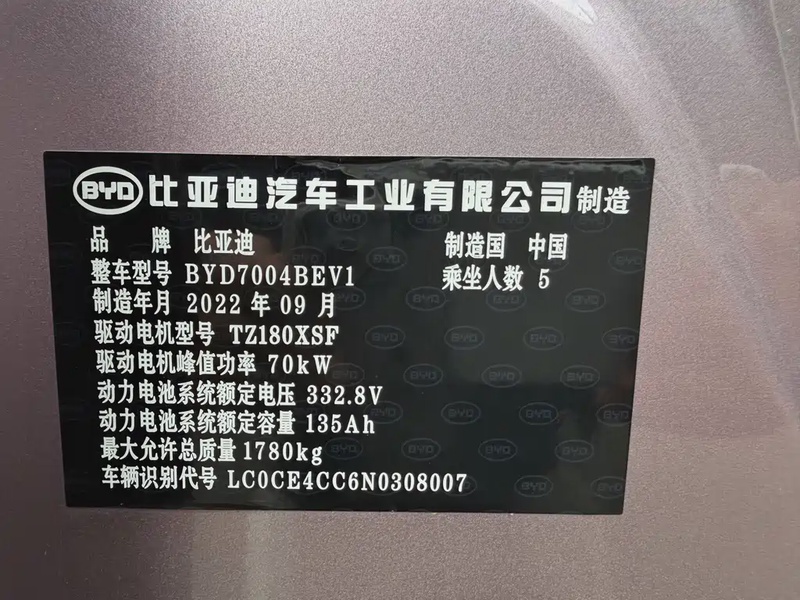 BYD 比亚迪汽车工业有限公司制造
品 牌 比亚迪 制造国 中国
整车型号 BYD7004BEV1 乘坐人数 5
制造年月 2022 年 09 月
驱动电机型号 TZ180XSF
驱动电机峰值功率 70kW
动力电池系统额定电压 332.8V
动力电池系统额定容量 135Ah
最大允许总质量 1780kg
车辆识别代号 LC0CE4CC6N0308007